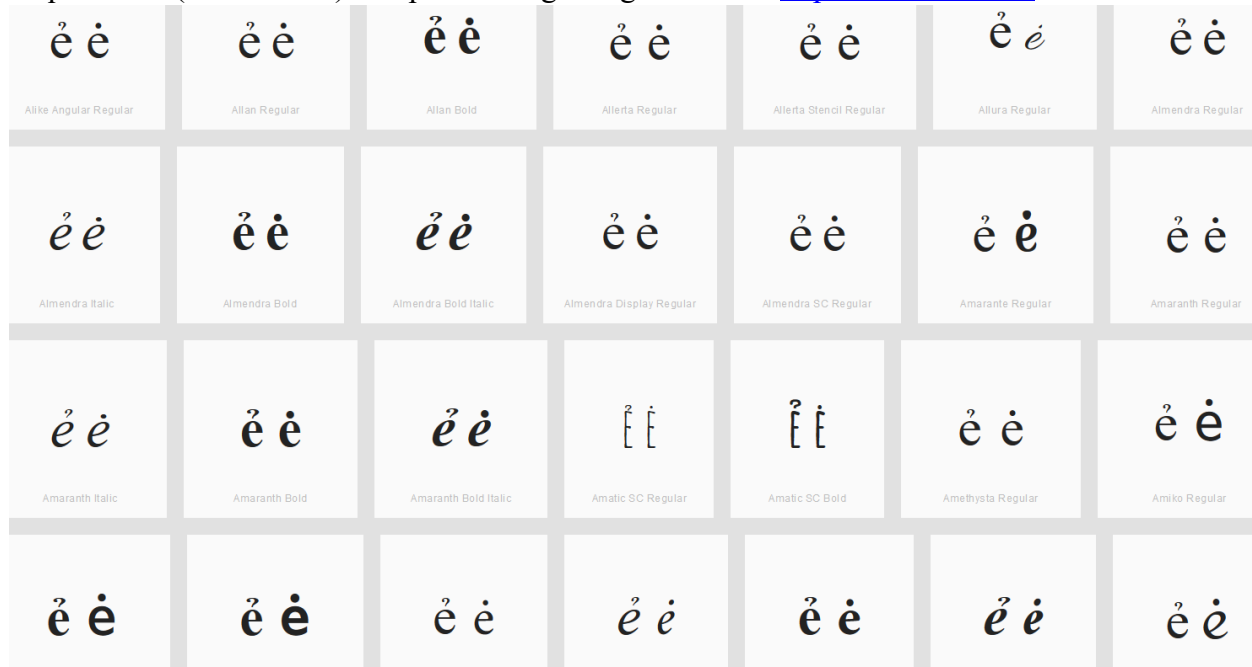 ẻ ė ẻ ė ẻ ė ẻ ė ẻ ė ẻ ė ẻ ė
Alike Angular Regular Allan Regular Allan Bold Allerta Regular Allerta Stencil Regular Allura Regular Almendra Regular
ẻ ė ẻ ė ẻ ė ẻ ė ẻ ė ẻ ė ẻ ė
Almendra Italic Almendra Bold Almendra Bold Italic Almendra Display Regular Almendra SC Regular Amarante Regular Amaranth Regular
ẻ ė ẻ ė ẻ ė Ẻ Ė Ẻ Ė ẻ ė ẻ ė
Amaranth Italic Amaranth Bold Amaranth Bold Italic Amatic SC Regular Amatic SC Bold Amethysta Regular Amiko Regular
ẻ ė ẻ ė ẻ ė ẻ ė ẻ ė ẻ ė ẻ ė